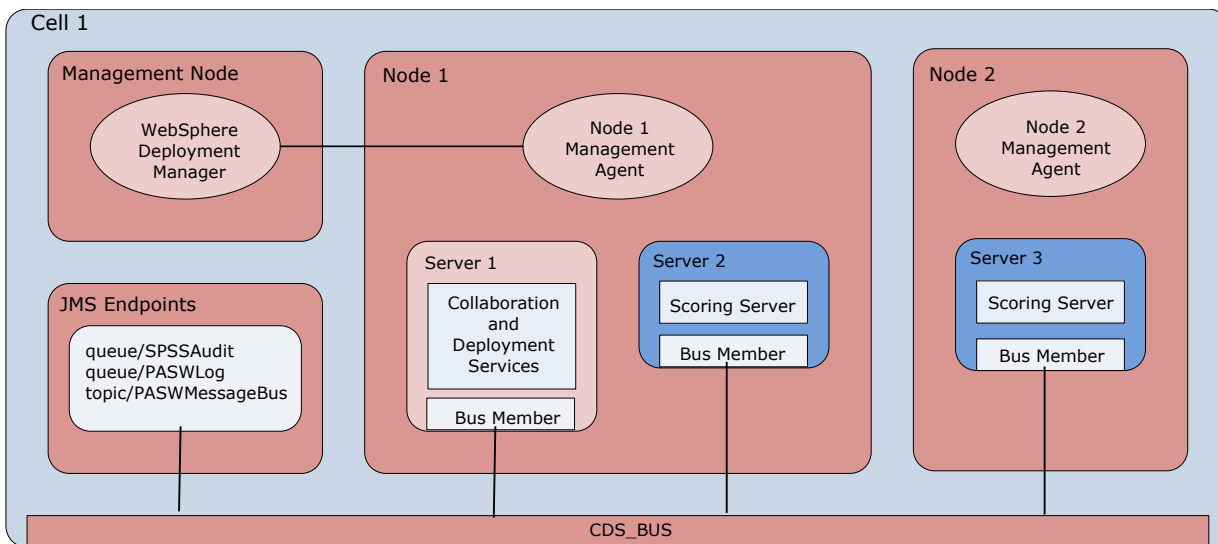 Cell 1
Management Node
WebSphere
Deployment
Manager
Node 1
Node 1
Management
Agent
Node 2
Node 2
Management
Agent
JMS Endpoints
queue/SPSSAudit
queue/PASWLog
topic/PASWMessageBus
Server 1
Collaboration
and
Deployment
Services
Bus Member
Server 2
Scoring Server
Bus Member
Server 3
Scoring Server
Bus Member
CDS_BUS